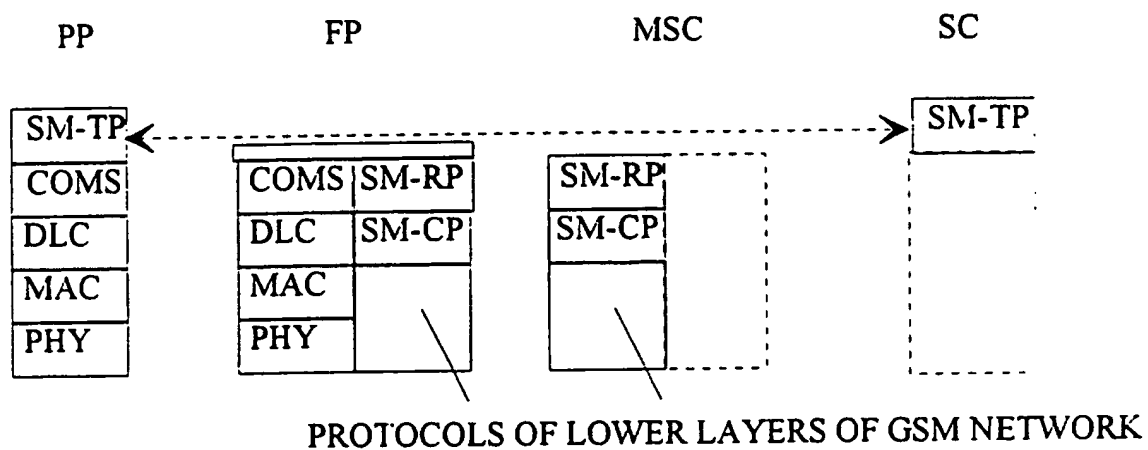 PP FP MSC SC
SM-TP SM-TP
COMS COMS SM-RP SM-RP
DLC DLC SM-CP SM-CP
MAC MAC
PHY PHY
PROTOCOLS OF LOWER LAYERS OF GSM NETWORK